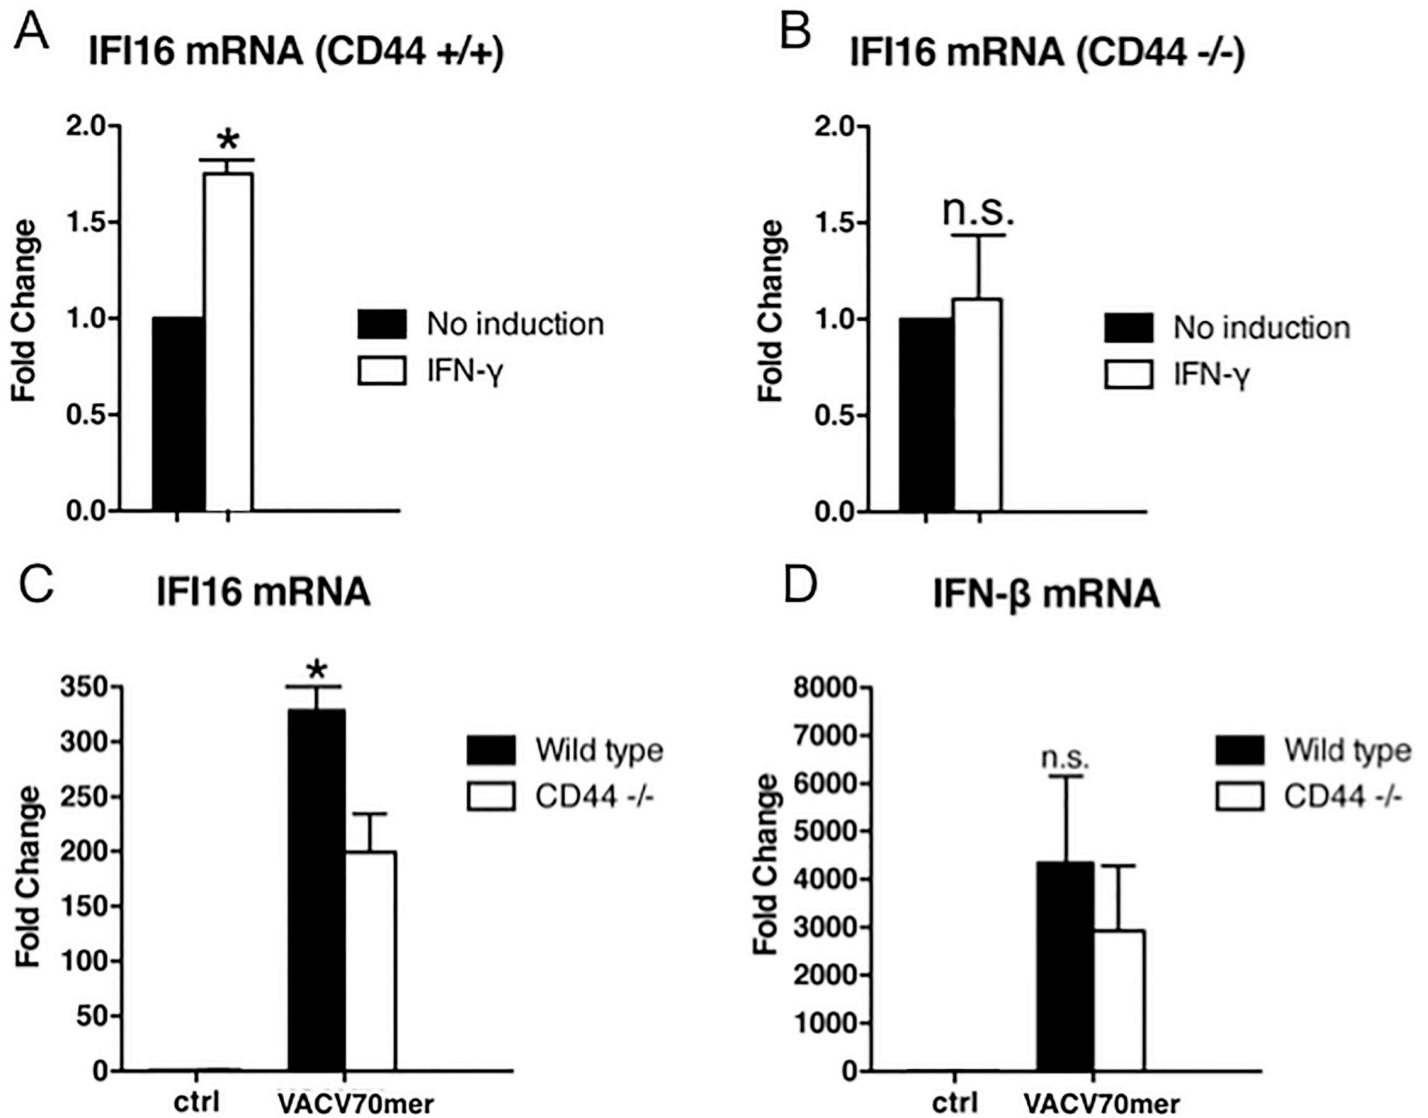 A
IFI16 mRNA (CD44 +/+)
2.0
1.5
1.0
0.5
0.0
Fold Change
*
No induction
IFN-γ
B
IFI16 mRNA (CD44 -/-)
2.0
1.5
1.0
0.5
0.0
Fold Change
n.s.
No induction
IFN-γ
C
IFI16 mRNA
350
300
250
200
150
100
50
0
Fold Change
*
Wild type
CD44 -/-
ctrl
VACV70mer
D
IFN-β mRNA
8000
7000
6000
5000
4000
3000
2000
1000
0
Fold Change
n.s.
Wild type
CD44 -/-
ctrl
VACV70mer